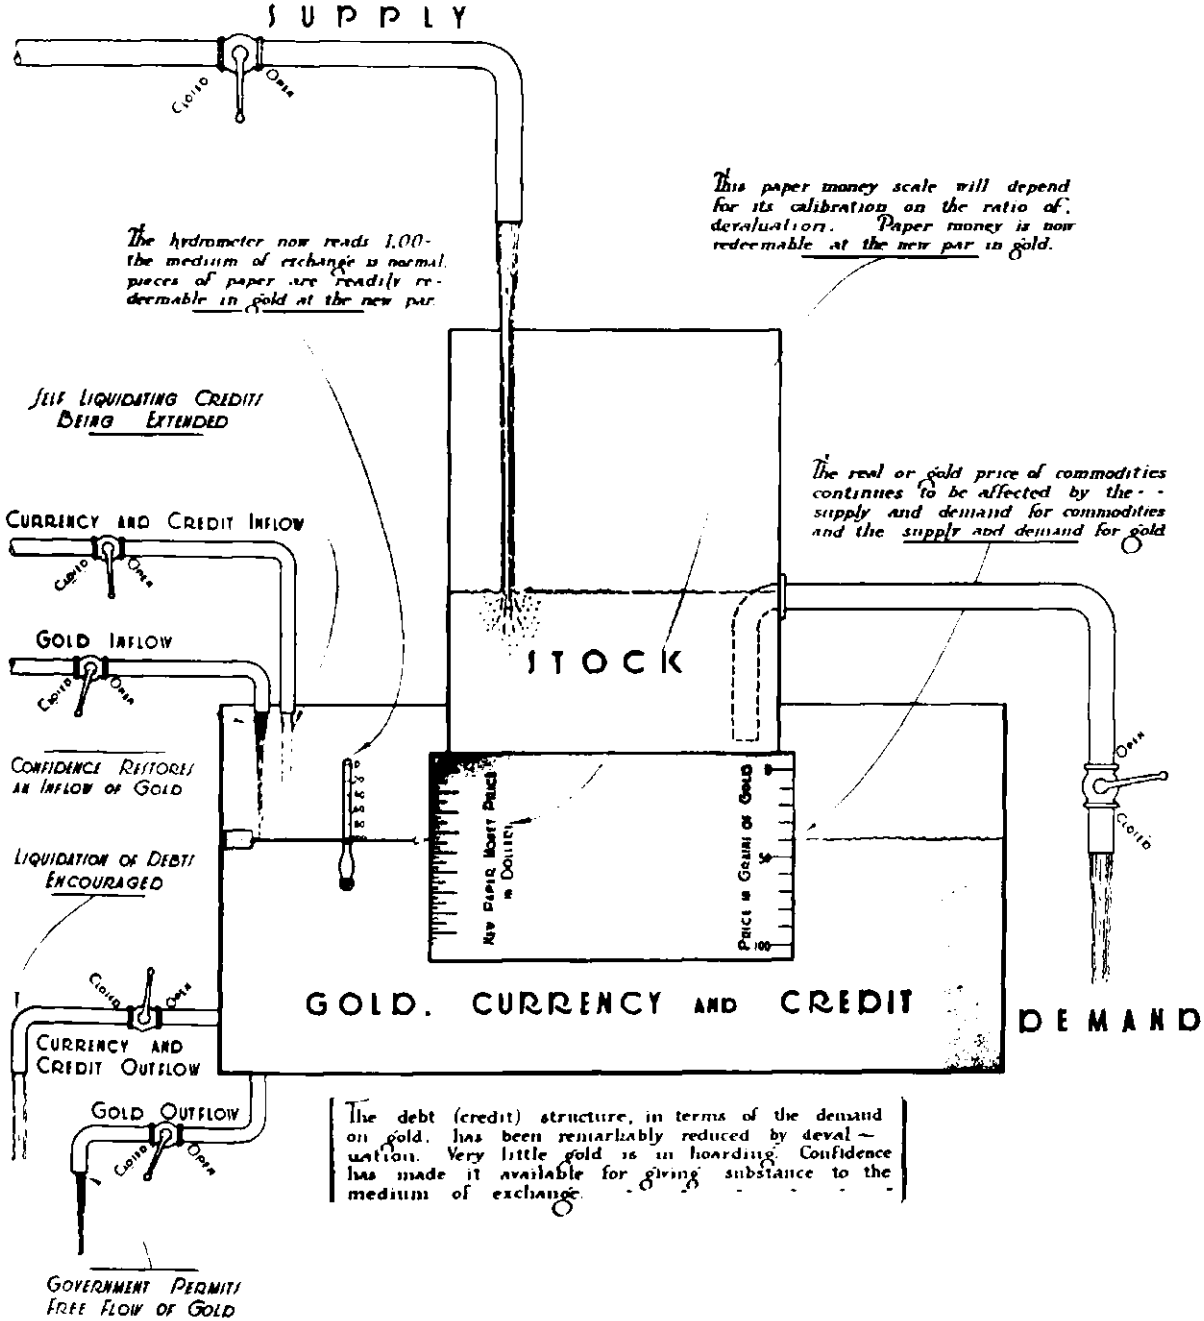 SUPPLY
CLOSED
OPEN
This paper money scale will depend
for its calibration on the ratio of
devaluation. Paper money is now
redeemable at the new par in gold.
The hydrometer now reads 1.00-
the medium of exchange is normal,
pieces of paper are readily re-
deemable in gold at the new par.
SELF LIQUIDATING CREDITS
BEING EXTENDED
The real or gold price of commodities
continues to be affected by the - -
supply and demand for commodities
and the supply and demand for gold
CURRENCY AND CREDIT INFLOW
CLOSED
OPEN
GOLD INFLOW
CLOSED
OPEN
STOCK
CONFIDENCE RESTORES
AN INFLOW OF GOLD
NEW PAPER MONEY PRICE
IN DOLLARS
PRICE IN GRAINS OF GOLD
0
50
100
OPEN
CLOSED
LIQUIDATION OF DEBTS
ENCOURAGED
CLOSED
OPEN
CURRENCY AND
CREDIT OUTFLOW
GOLD, CURRENCY AND CREDIT
DEMAND
GOLD OUTFLOW
CLOSED
OPEN
The debt (credit) structure, in terms of the demand
on gold, has been remarkably reduced by deval -
uation. Very little gold is in hoarding. Confidence
has made it available for giving substance to the
medium of exchange. - - - - - -
GOVERNMENT PERMITS
FREE FLOW OF GOLD